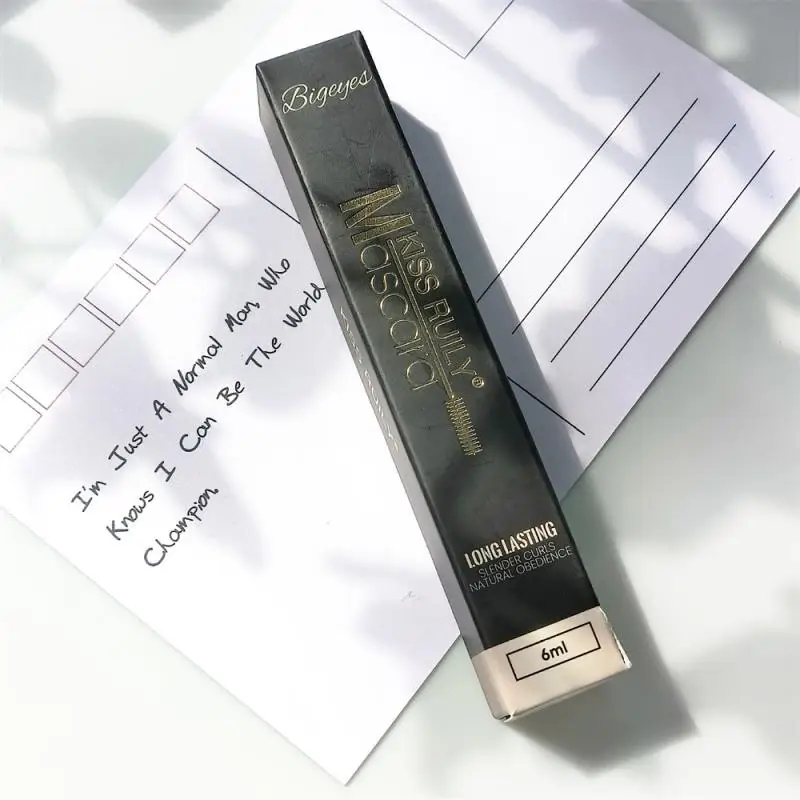 Bigeyes
Mascara
KISS RUILY®
LONG LASTING
SLENDER CURLS
NATURAL OBEDIENCE
6ml
I'm Just A Normal Man, Who
Knows I Can Be The World
Champion.